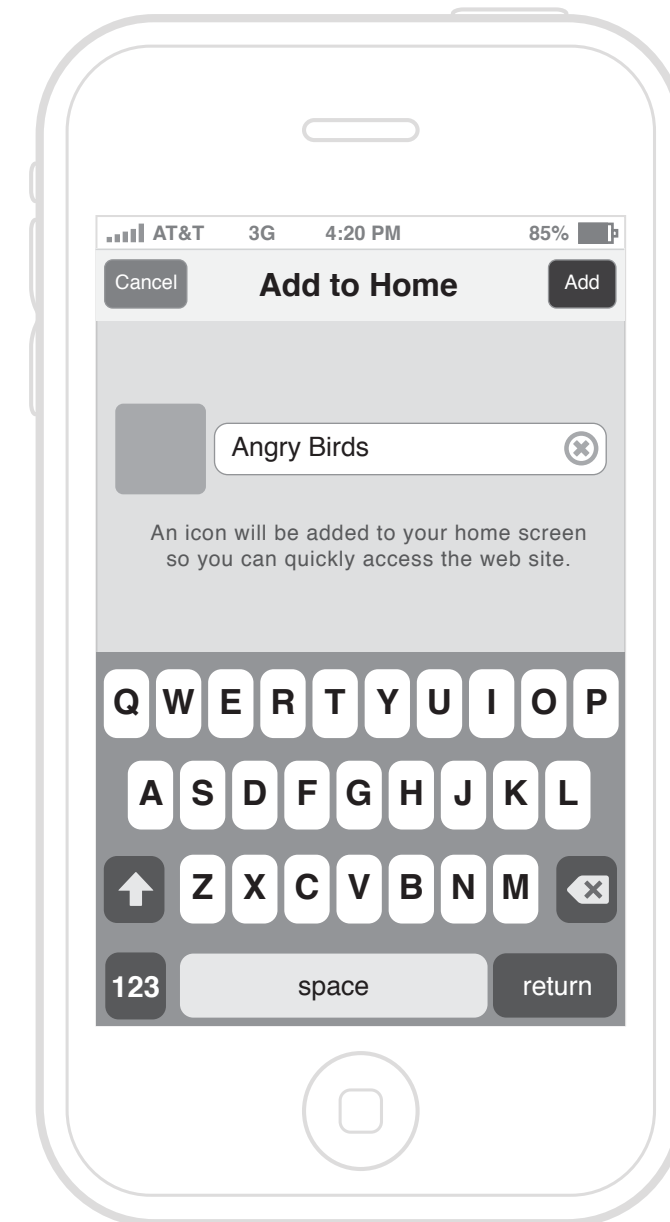 AT&T 3G 4:20 PM 85%
Cancel Add to Home Add
Angry Birds
An icon will be added to your home screen
so you can quickly access the web site.
Q W E R T Y U I O P
A S D F G H J K L
Z X C V B N M
123 space return